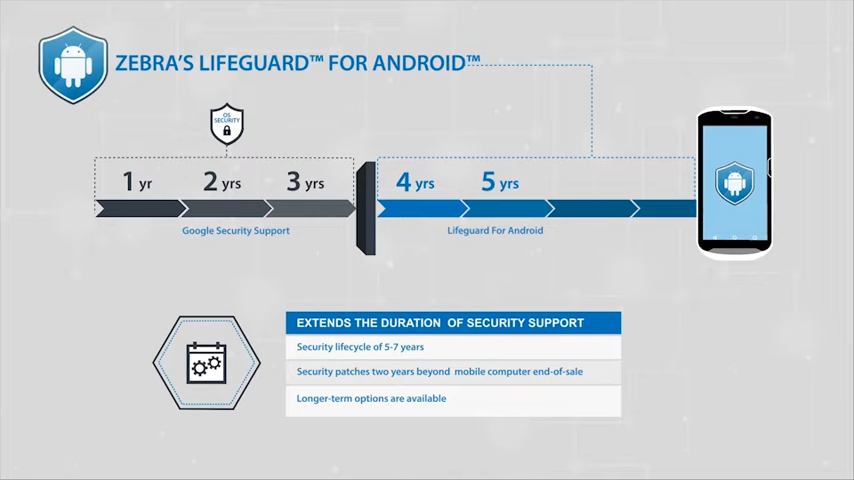 ZEBRA'S LIFEGUARD™ FOR ANDROID™
OS
SECURITY
1 yr
2 yrs
3 yrs
4 yrs
5 yrs
Google Security Support
Lifeguard For Android
EXTENDS THE DURATION OF SECURITY SUPPORT
Security lifecycle of 5-7 years
Security patches two years beyond mobile computer end-of-sale
Longer-term options are available